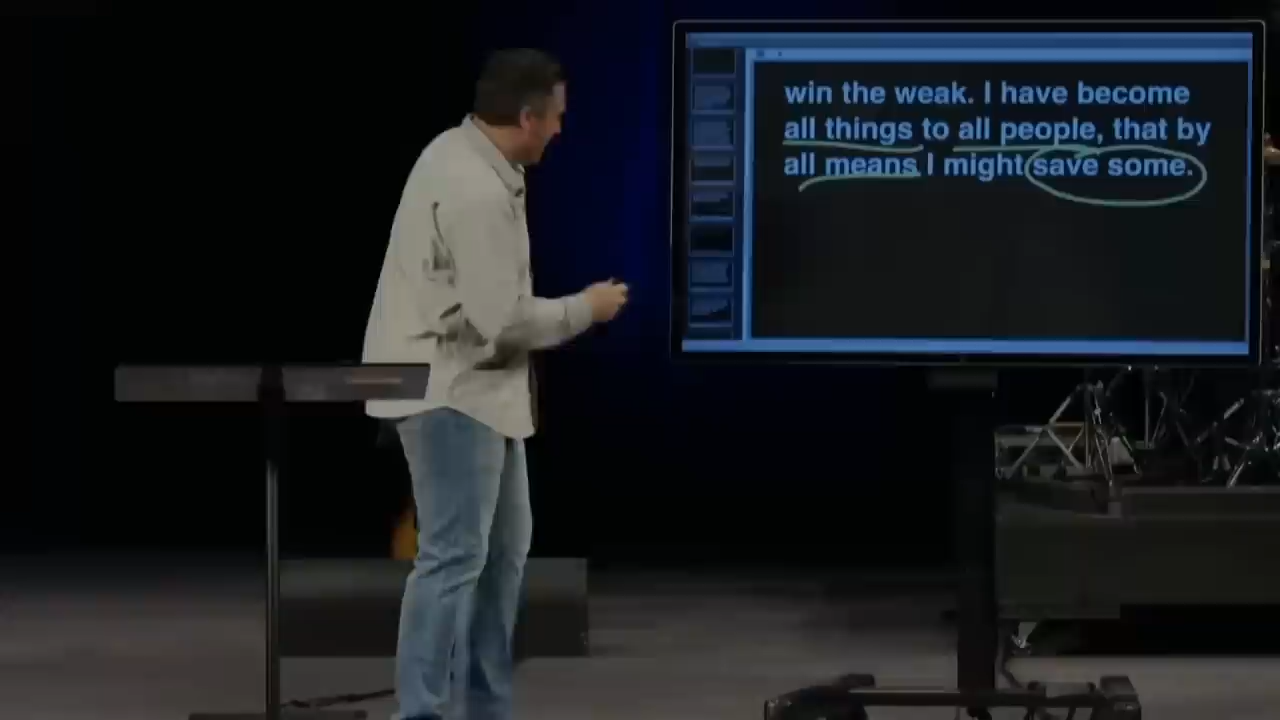 win the weak. I have become
all things to all people, that by
all means I might save some.